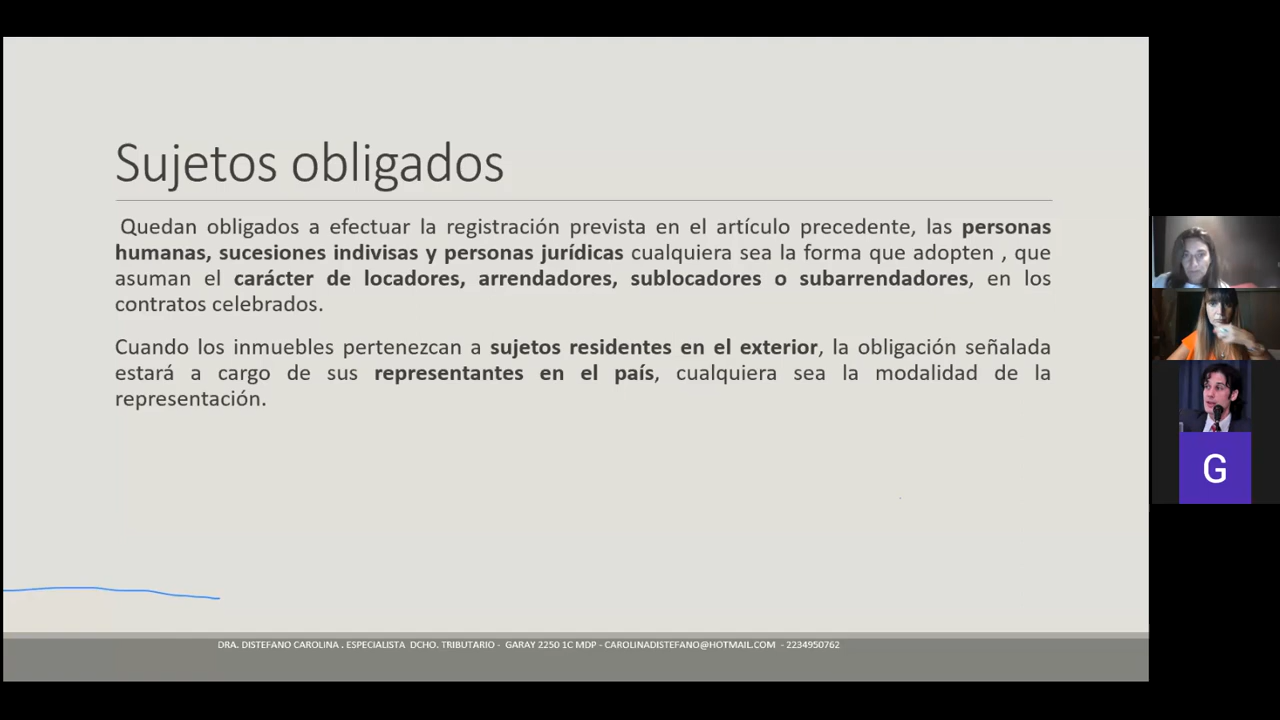 Sujetos obligados
Quedan obligados a efectuar la registración prevista en el artículo precedente, las personas
humanas, sucesiones indivisas y personas jurídicas cualquiera sea la forma que adopten , que
asuman el carácter de locadores, arrendadores, sublocadores o subarrendadores, en los
contratos celebrados.
Cuando los inmuebles pertenezcan a sujetos residentes en el exterior, la obligación señalada
estará a cargo de sus representantes en el país, cualquiera sea la modalidad de la
representación.
G
DRA. DISTEFANO CAROLINA . ESPECIALISTA DCHO. TRIBUTARIO - GARAY 2250 1C MDP - CAROLINADISTEFANO@HOTMAIL.COM - 2234950762